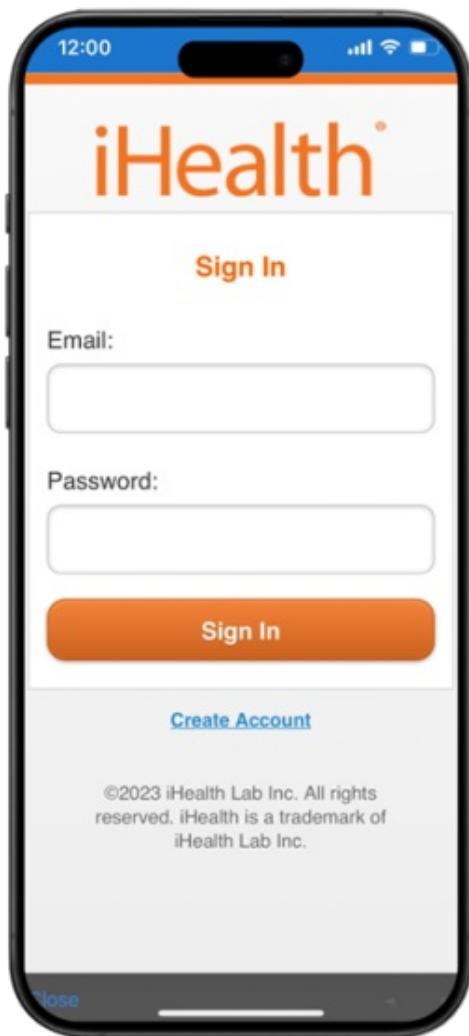 12:00
iHealth®
Sign In
Email:
Password:
Sign In
Create Account
©2023 iHealth Lab Inc. All rights
reserved. iHealth is a trademark of
iHealth Lab Inc.
Close